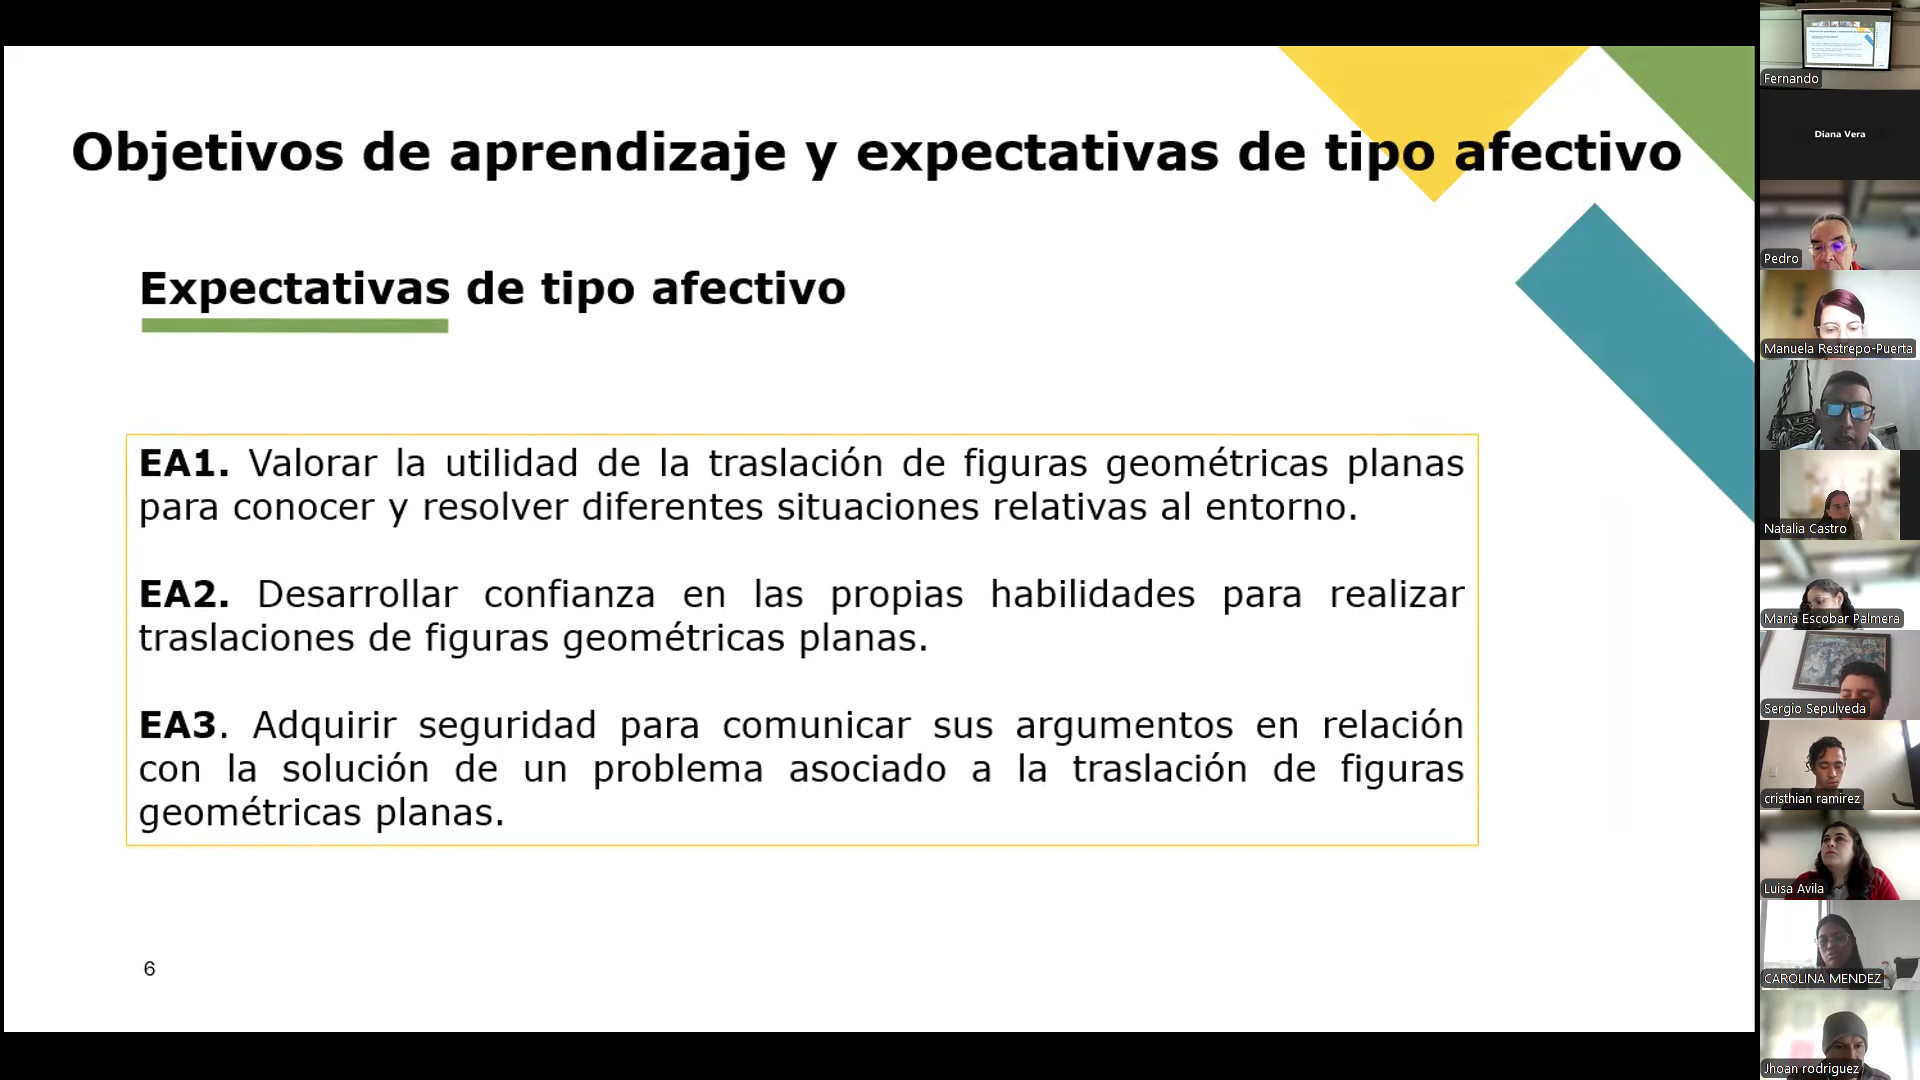 Objetivos de aprendizaje y expectativas de tipo afectivo
Expectativas de tipo afectivo
EA1. Valorar la utilidad de la traslación de figuras geométricas planas
para conocer y resolver diferentes situaciones relativas al entorno.
EA2. Desarrollar confianza en las propias habilidades para realizar
traslaciones de figuras geométricas planas.
EA3. Adquirir seguridad para comunicar sus argumentos en relación
con la solución de un problema asociado a la traslación de figuras
geométricas planas.
6
Fernando
Diana Vera
Pedro
Manuela Restrepo-Puerta
Natalia Castro
María Escobar Palmera
Sergio Sepulveda
cristhian ramirez
Luisa Avila
CAROLINA MENDEZ
Jhoan rodriguez